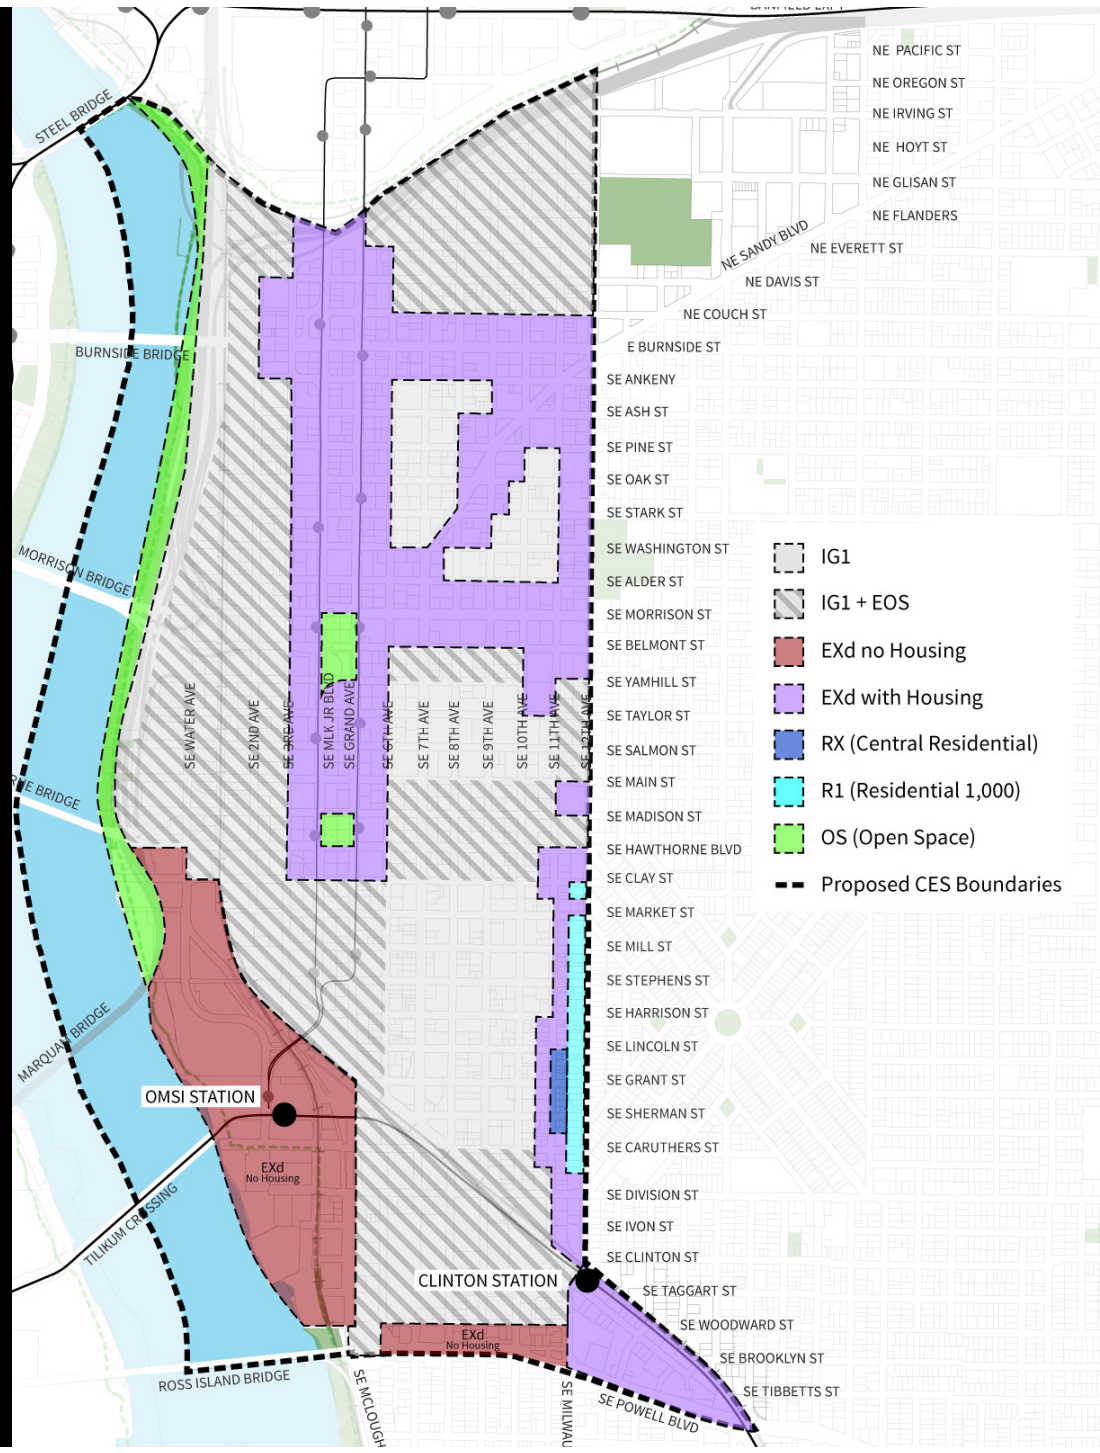 STEEL BRIDGE
NE PACIFIC ST
NE OREGON ST
NE IRVING ST
NE HOYT ST
NE GLISAN ST
NE FLANDERS
NE SANDY BLVD
NE EVERETT ST
NE DAVIS ST
NE COUCH ST
BURNSIDE BRIDGE
E BURNSIDE ST
SE ANKENY
SE ASH ST
SE PINE ST
SE OAK ST
SE STARK ST
MORRISON BRIDGE
SE WASHINGTON ST
SE ALDER ST
SE MORRISON ST
SE BELMONT ST
SE YAMHILL ST
SE TAYLOR ST
SE SALMON ST
SE MAIN ST
SE MADISON ST
SE HAWTHORNE BLVD
SE CLAY ST
SE MARKET ST
SE MILL ST
SE STEPHENS ST
SE HARRISON ST
SE LINCOLN ST
SE GRANT ST
SE SHERMAN ST
SE CARUTHERS ST
SE DIVISION ST
SE IVON ST
SE CLINTON ST
SE TAGGART ST
SE WOODWARD ST
SE BROOKLYN ST
SE TIBBETTS ST
SE WATER AVE
SE 2ND AVE
SE 3RD AVE
SE MLK JR BLVD
SE GRAND AVE
SE 6TH AVE
SE 7TH AVE
SE 8TH AVE
SE 9TH AVE
SE 10TH AVE
SE 11TH AVE
SE 12TH AVE
BRIDGE
MARQUAM BRIDGE
OMSI STATION
EXd
No Housing
TILIKUM CROSSING
CLINTON STATION
EXd
No Housing
ROSS ISLAND BRIDGE
SE MCLOUGH
SE MILWAU
SE POWELL BLVD
IG1
IG1 + EOS
EXd no Housing
EXd with Housing
RX (Central Residential)
R1 (Residential 1,000)
OS (Open Space)
Proposed CES Boundaries